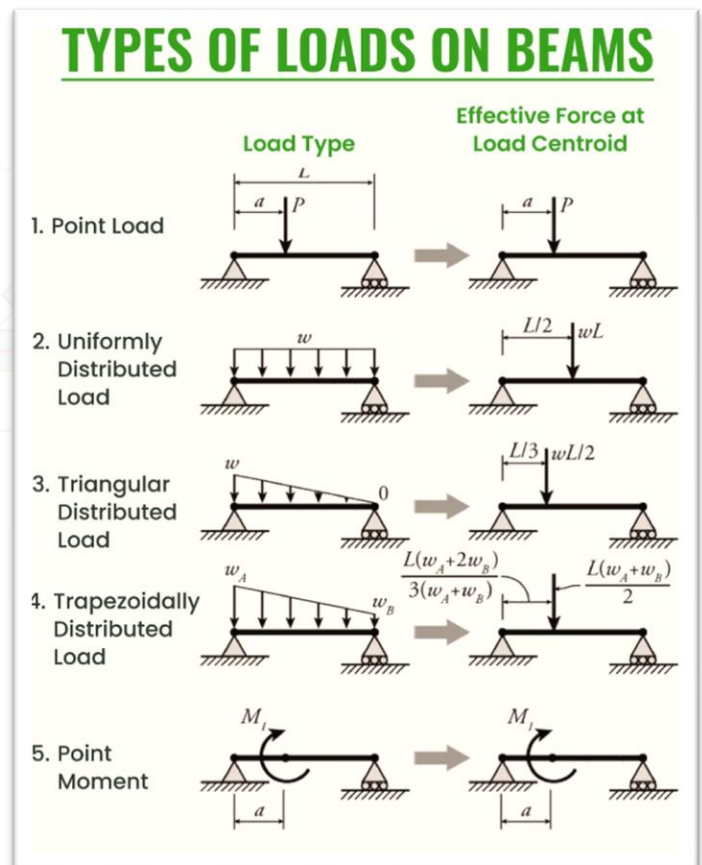 TYPES OF LOADS ON BEAMS
Load Type
Effective Force at
Load Centroid
1. Point Load
L
a
P
a
P
2. Uniformly
Distributed
Load
w
L/2
wL
3. Triangular
Distributed
Load
w
0
L/3
wL/2
4. Trapezoidally
Distributed
Load
w_A
w_B
L(w_A+2w_B)
3(w_A+w_B)
L(w_A+w_B)
2
5. Point
Moment
M_1
a
M_1
a